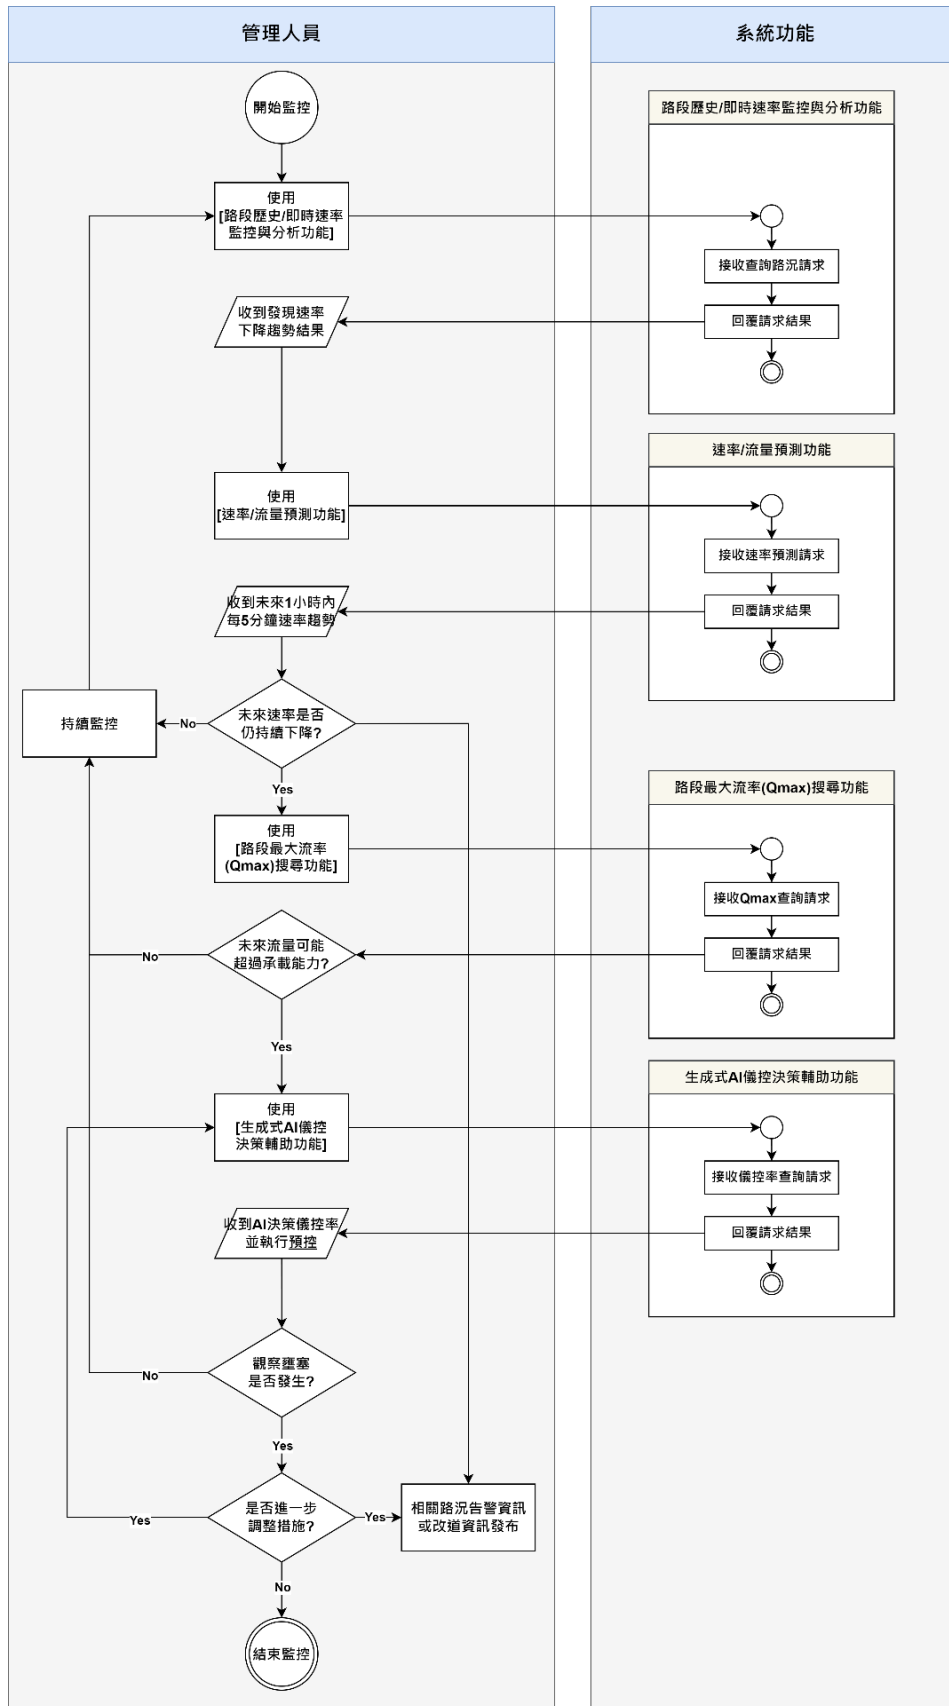 管理人員
系統功能
開始監控
路段歷史/即時速率監控與分析功能
使用
[路段歷史/即時速率
監控與分析功能]
接收查詢路況請求
收到發現速率
下降趨勢結果
回覆請求結果
速率/流量預測功能
使用
[速率/流量預測功能]
接收速率預測請求
收到未來1小時內
每5分鐘速率趨勢
回覆請求結果
持續監控
No
未來速率是否
仍持續下降?
Yes
路段最大流率(Qmax)搜尋功能
使用
[路段最大流率
(Qmax)搜尋功能]
接收Qmax查詢請求
No
未來流量可能
超過承載能力?
回覆請求結果
Yes
生成式AI儀控決策輔助功能
使用
[生成式AI儀控
決策輔助功能]
接收儀控率查詢請求
收到AI決策儀控率
並執行預控
回覆請求結果
No
觀察壅塞
是否發生?
Yes
Yes
是否進一步
調整措施?
Yes
相關路況告警資訊
或改道資訊發布
No
結束監控